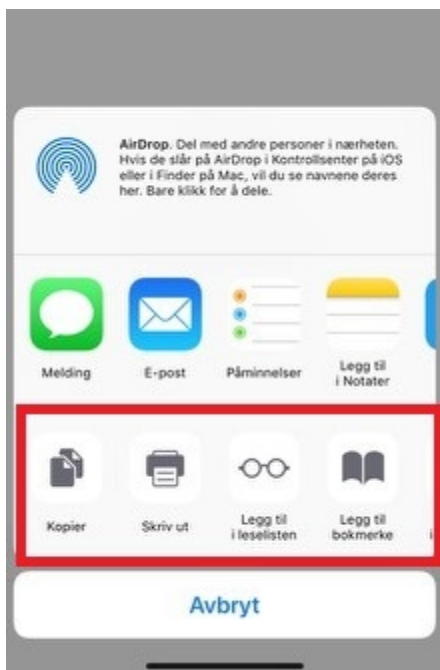 AirDrop. Del med andre personer i nærheten.
Hvis de slår på AirDrop i Kontrollsenter på iOS
eller i Finder på Mac, vil du se navnene deres
her. Bare klikk for å dele.
Melding
E-post
Påminnelser
Legg til
i Notater
Kopier
Skriv ut
Legg til
i leselisten
Legg til
bokmerke
Avbryt